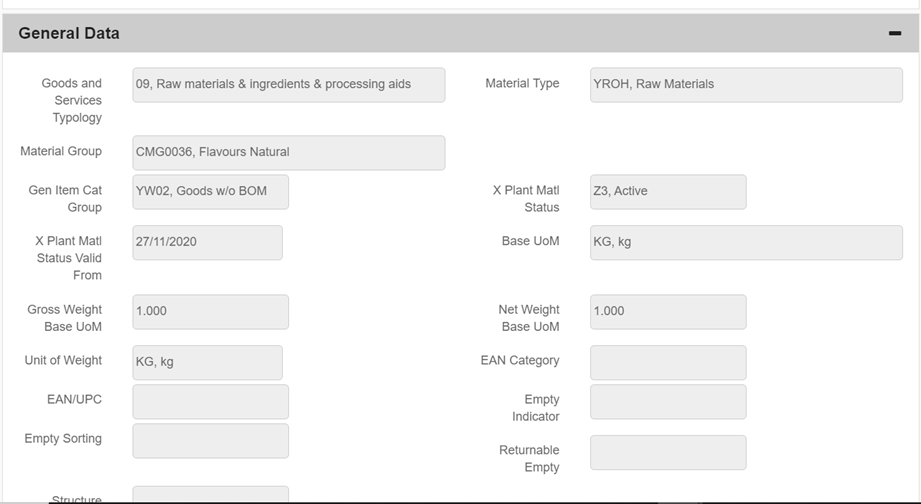 General Data
Goods and
Services
Typology
09, Raw materials & ingredients & processing aids
Material Type
YROH, Raw Materials
Material Group
CMG0036, Flavours Natural
Gen Item Cat
Group
YW02, Goods w/o BOM
X Plant Matl
Status
Z3, Active
X Plant Matl
Status Valid
From
27/11/2020
Base UoM
KG, kg
Gross Weight
Base UoM
1.000
Net Weight
Base UoM
1.000
Unit of Weight
KG, kg
EAN Category
EAN/UPC
Empty
Indicator
Empty Sorting
Returnable
Empty
Structure